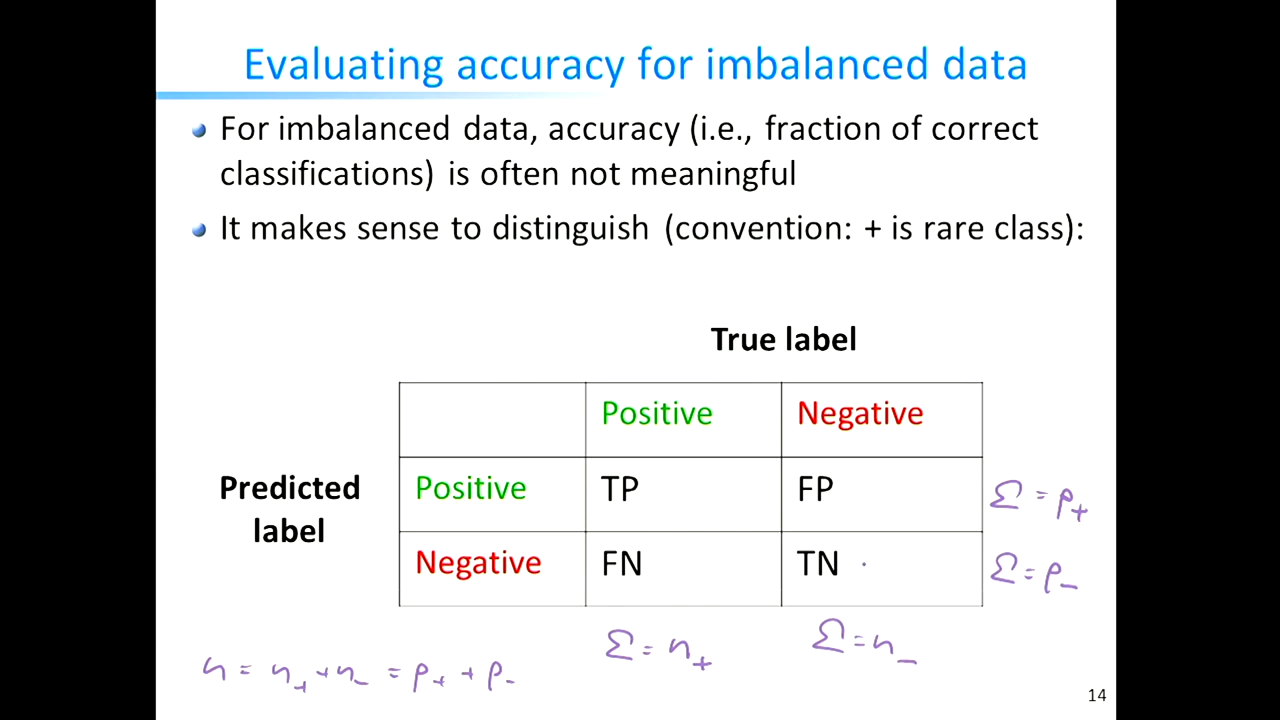 Evaluating accuracy for imbalanced data
For imbalanced data, accuracy (i.e., fraction of correct
classifications) is often not meaningful
It makes sense to distinguish (convention: + is rare class):
True label
Positive Negative
Predicted
label
Positive TP FP Σ = p₊
Negative FN TN Σ = p₋
Σ = n₊ Σ = n₋
n = n₊ + n₋ = p₊ + p₋
14